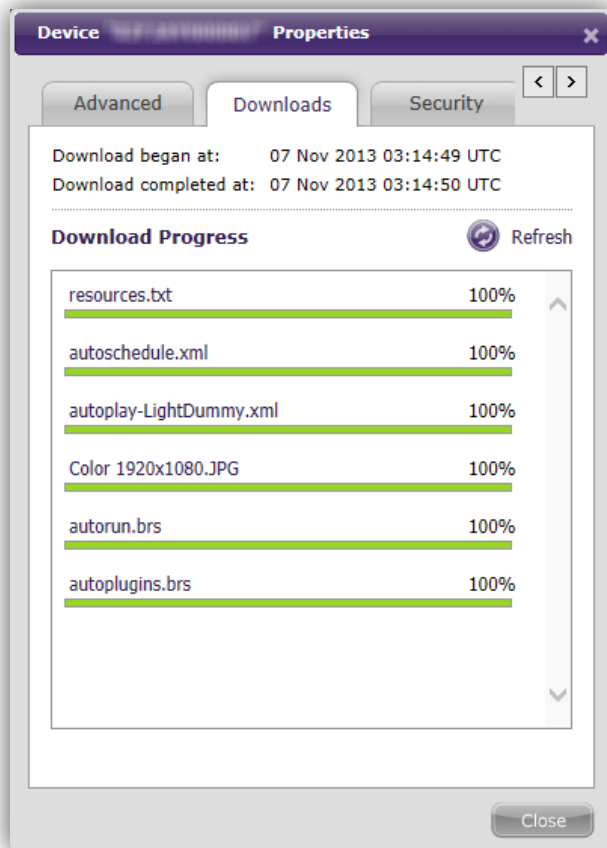 Device Properties
Advanced Downloads Security
Download began at: 07 Nov 2013 03:14:49 UTC
Download completed at: 07 Nov 2013 03:14:50 UTC
Download Progress Refresh
resources.txt 100%
autoschedule.xml 100%
autoplay-LightDummy.xml 100%
Color 1920x1080.JPG 100%
autorun.brs 100%
autoplugins.brs 100%
Close